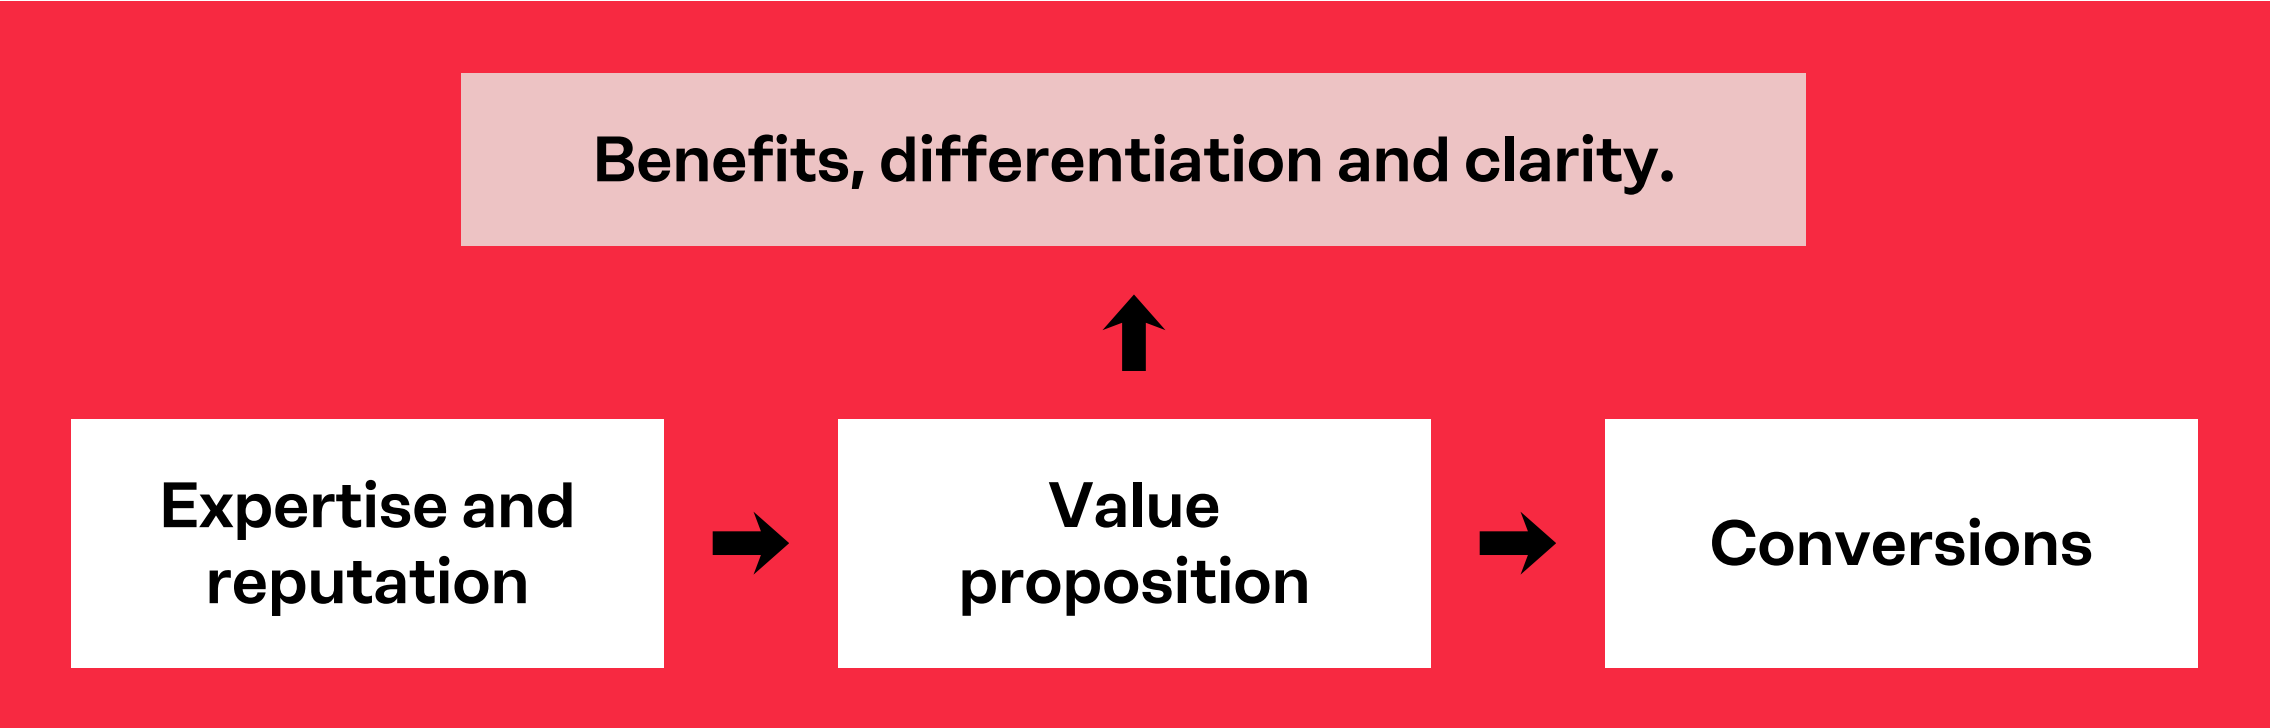 Benefits, differentiation and clarity.
Expertise and
reputation
Value
proposition
Conversions